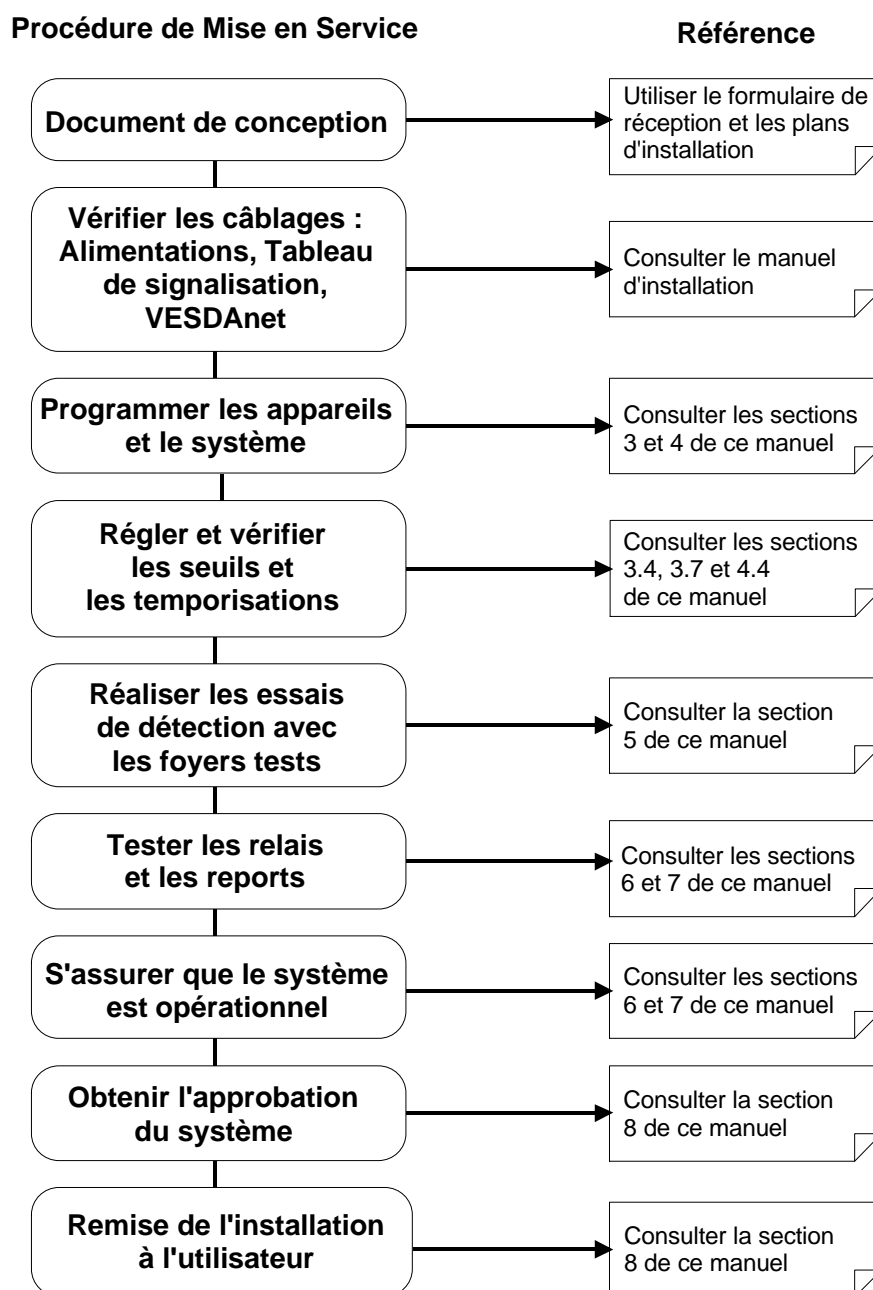 Procédure de Mise en Service
Référence
Document de conception
Utiliser le formulaire de
réception et les plans
d'installation
Vérifier les câblages :
Alimentations, Tableau
de signalisation,
VESDAnet
Consulter le manuel
d'installation
Programmer les appareils
et le système
Consulter les sections
3 et 4 de ce manuel
Régler et vérifier
les seuils et
les temporisations
Consulter les sections
3.4, 3.7 et 4.4
de ce manuel
Réaliser les essais
de détection avec
les foyers tests
Consulter la section
5 de ce manuel
Tester les relais
et les reports
Consulter les sections
6 et 7 de ce manuel
S'assurer que le système
est opérationnel
Consulter les sections
6 et 7 de ce manuel
Obtenir l'approbation
du système
Consulter la section
8 de ce manuel
Remise de l'installation
à l'utilisateur
Consulter la section
8 de ce manuel